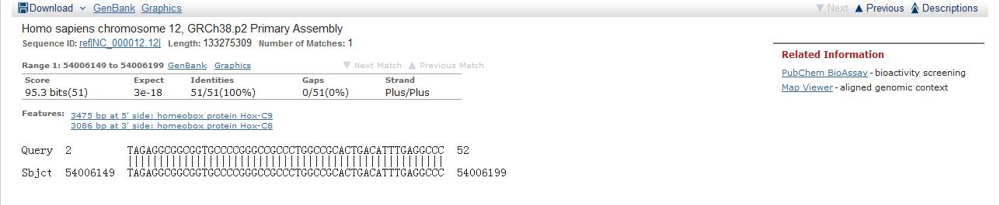 Download GenBank Graphics Next Previous Descriptions
Homo sapiens chromosome 12, GRCh38.p2 Primary Assembly
Sequence ID: ref|NC_000012.12| Length: 133275309 Number of Matches: 1
Related Information
Range 1: 54006149 to 54006199 GenBank Graphics Next Match Previous Match
PubChem BioAssay - bioactivity screening
Score Expect Identities Gaps Strand
Map Viewer - aligned genomic context
95.3 bits(51) 3e-18 51/51(100%) 0/51(0%) Plus/Plus
Features: 3475 bp at 5' side: homeobox protein Hox-C9
3086 bp at 3' side: homeobox protein Hox-C8
Query 2 TAGAGGCGGCGGTGCCCCGGGCCGCCCTGGCCGCACTGACATTTGAGGCCC 52
|||||||||||||||||||||||||||||||||||||||||||||||||||
Sbjct 54006149 TAGAGGCGGCGGTGCCCCGGGCCGCCCTGGCCGCACTGACATTTGAGGCCC 54006199